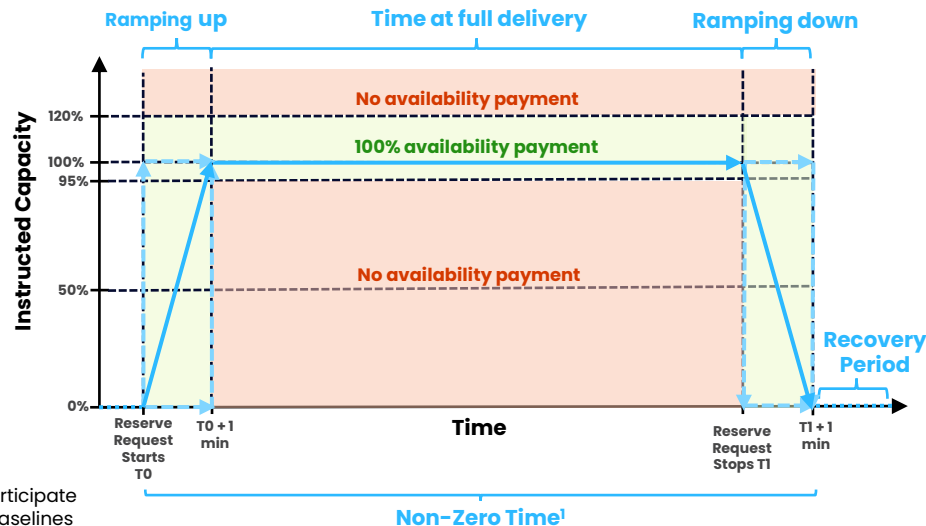 Ramping up
Time at full delivery
Ramping down
No availability payment
120%
100% availability payment
100%
95%
Instructed Capacity
No availability payment
50%
Recovery
Period
0%
Reserve
Request
Starts
T0
T0 +1
min
Time
Reserve
Request
Stops T1
T1 +1
min
rticipate
aselines
Non-Zero Time¹